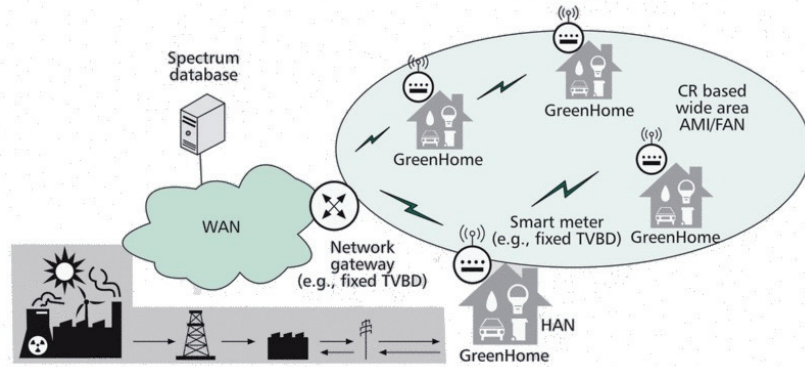 Spectrum
database
GreenHome
GreenHome
CR based
wide area
AMI/FAN
WAN
Network
gateway
(e.g., fixed TVBD)
Smart meter
(e.g., fixed TVBD)
GreenHome
HAN
GreenHome